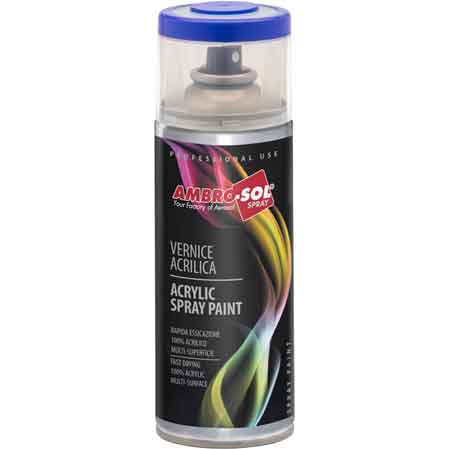 PROFESSIONAL USE
AMBRO-SOL®
SPRAY
Your Factory of Aerosol
VERNICE
ACRILICA
ACRYLIC
SPRAY PAINT
RAPIDA ESSICAZIONE
100% ACRILICO
MULTI-SUPERFICIE
FAST DRYING
100% ACRYLIC
MULTI-SURFACE
SPRAY PAINT